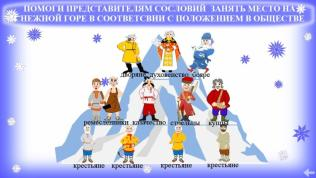 ПОМОГИ ПРЕДСТАВИТЕЛЯМ СОСЛОВИЙ ЗАНЯТЬ МЕСТО НА
СНЕЖНОЙ ГОРЕ В СООТВЕТСВИИ С ПОЛОЖЕНИЕМ В ОБЩЕСТВЕ
дворяне духовенство бояре
ремесленники казачество стрельцы купцы
крестьяне крестьяне крестьяне крестьяне